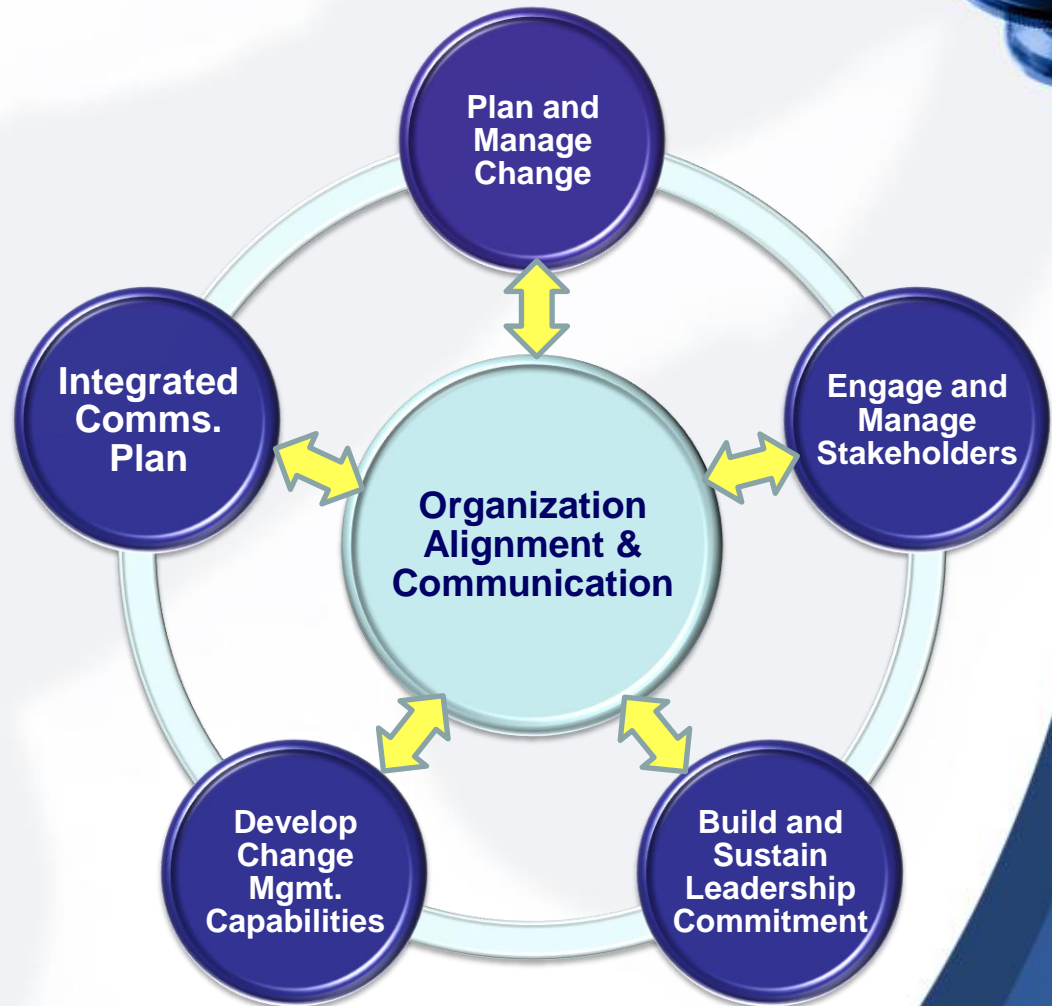 Plan and
Manage
Change
Integrated
Comms.
Plan
Engage and
Manage
Stakeholders
Organization
Alignment &
Communication
Develop
Change
Mgmt.
Capabilities
Build and
Sustain
Leadership
Commitment